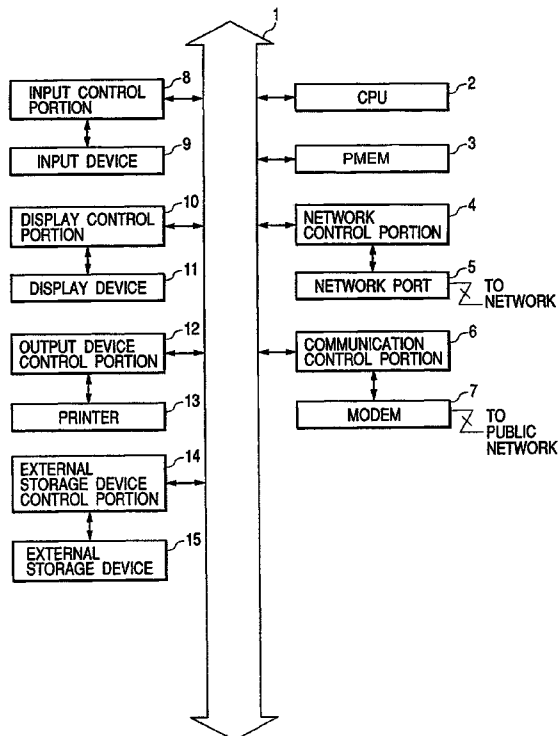 1
8
INPUT CONTROL
PORTION
9
INPUT DEVICE
10
DISPLAY CONTROL
PORTION
11
DISPLAY DEVICE
12
OUTPUT DEVICE
CONTROL PORTION
13
PRINTER
14
EXTERNAL
STORAGE DEVICE
CONTROL PORTION
15
EXTERNAL
STORAGE DEVICE
2
CPU
3
PMEM
4
NETWORK
CONTROL PORTION
5
NETWORK PORT
TO
NETWORK
6
COMMUNICATION
CONTROL PORTION
7
MODEM
TO
PUBLIC
NETWORK